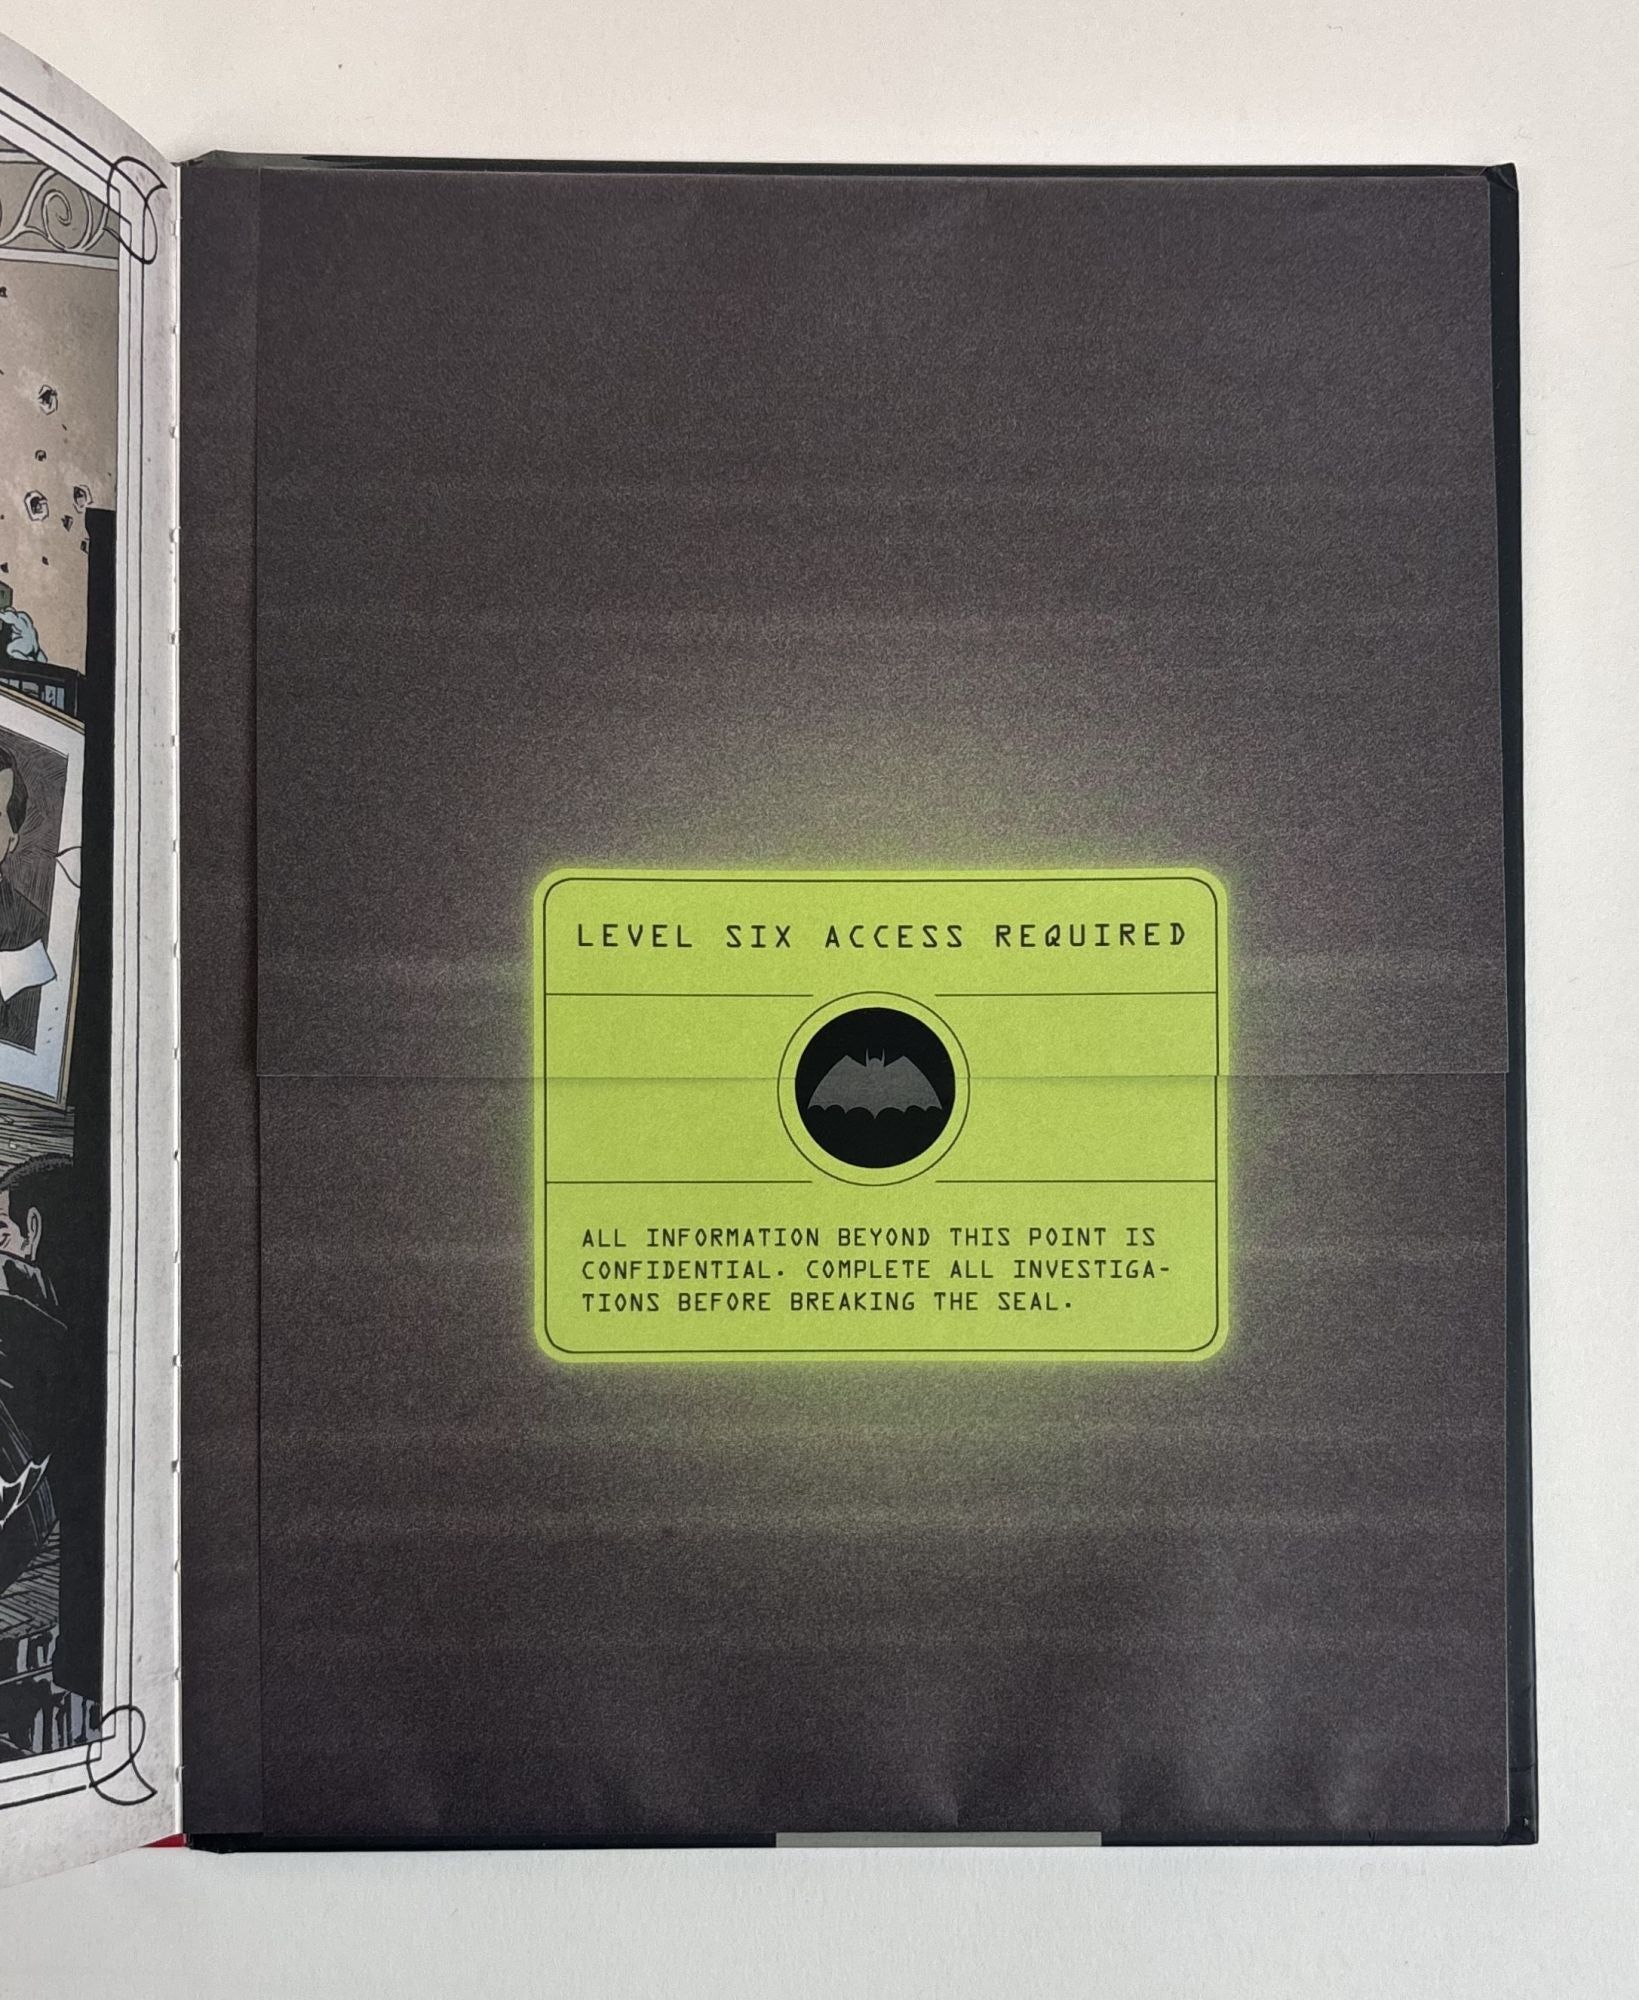 LEVEL SIX ACCESS REQUIRED
ALL INFORMATION BEYOND THIS POINT IS
CONFIDENTIAL. COMPLETE ALL INVESTIGA-
TIONS BEFORE BREAKING THE SEAL.